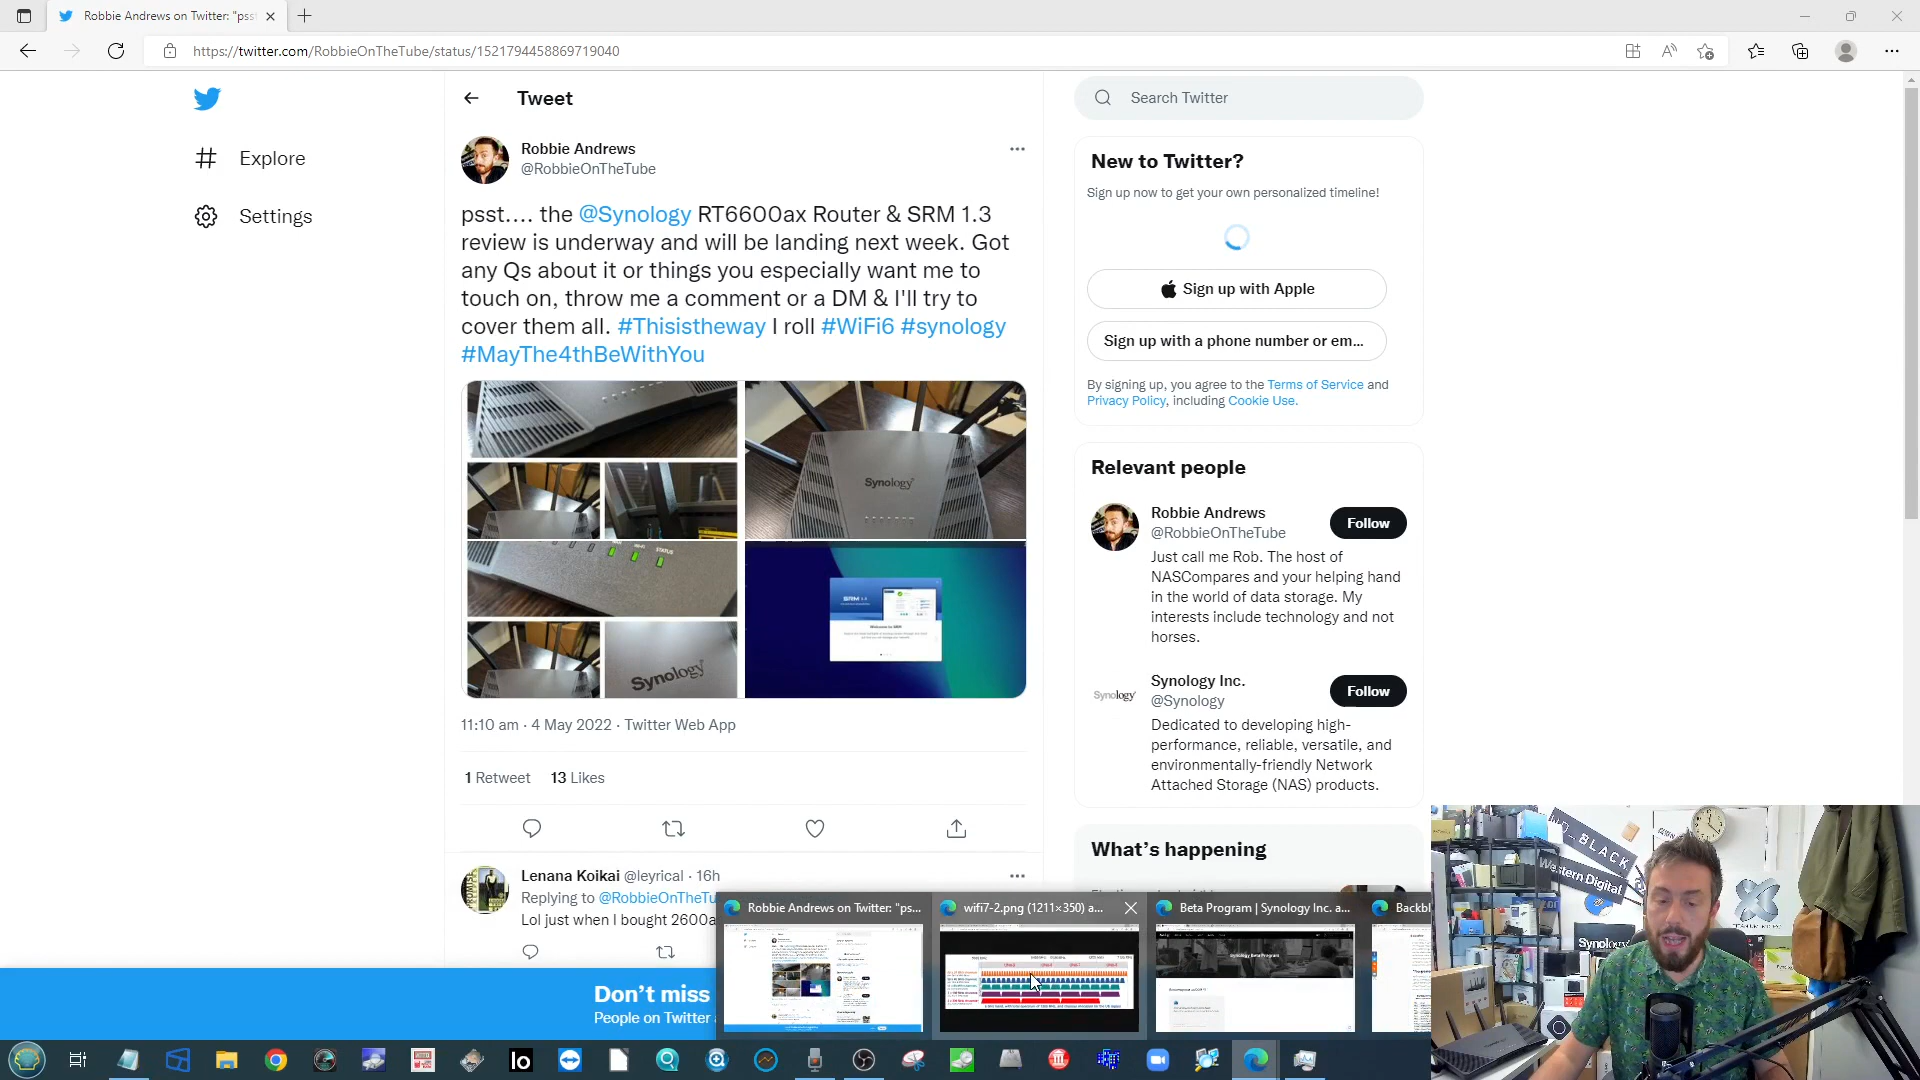 Robbie Andrews on Twitter: "pss
https://twitter.com/RobbieOnTheTube/status/1521794458869719040
Explore
Settings
Tweet
Robbie Andrews
@RobbieOnTheTube
psst.... the @Synology RT6600ax Router & SRM 1.3
review is underway and will be landing next week. Got
any Qs about it or things you especially want me to
touch on, throw me a comment or a DM & I'll try to
cover them all. #Thisistheway I roll #WiFi6 #synology
#MayThe4thBeWithYou
Synology
STATUS
Synology
11:10 am · 4 May 2022 · Twitter Web App
1 Retweet 13 Likes
Lenana Koikai @leyrical · 16h
Replying to @RobbieOnTheTu
Lol just when I bought 2600a
Don't miss
People on Twitter
Search Twitter
New to Twitter?
Sign up now to get your own personalized timeline!
Sign up with Apple
Sign up with a phone number or em...
By signing up, you agree to the Terms of Service and
Privacy Policy, including Cookie Use.
Relevant people
Robbie Andrews
@RobbieOnTheTube
Follow
Just call me Rob. The host of
NASCompares and your helping hand
in the world of data storage. My
interests include technology and not
horses.
Synology
Synology Inc.
@Synology
Follow
Dedicated to developing high-
performance, reliable, versatile, and
environmentally-friendly Network
Attached Storage (NAS) products.
What's happening
Robbie Andrews on Twitter: "ps...
wifi7-2.png (1211×350) a...
Beta Program | Synology Inc. a...
Backbl
Synology Beta Program
BLACK
Western Digital
Synology